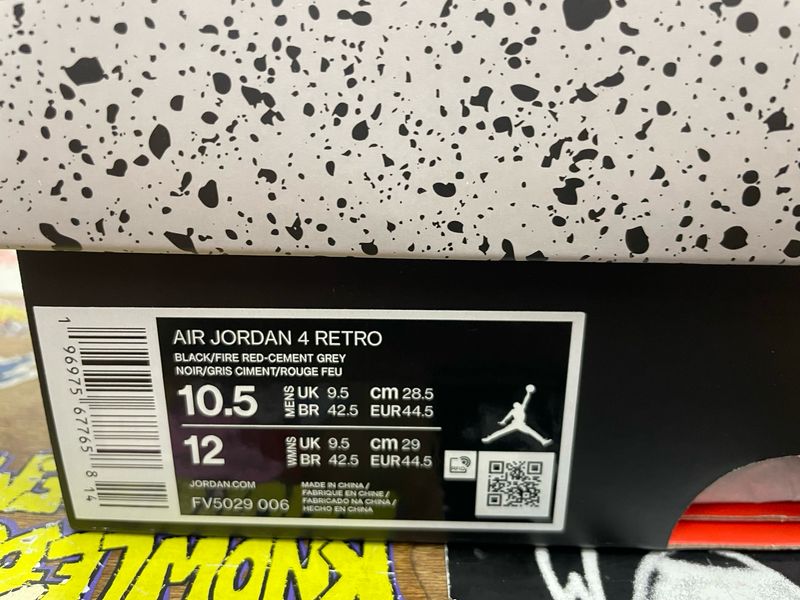 AIR JORDAN 4 RETRO
BLACK/FIRE RED-CEMENT GREY
NOIR/GRIS CIMENT/ROUGE FEU
10.5 MENS UK 9.5 CM 28.5
BR 42.5 EUR 44.5
12 WMNS UK 9.5 CM 29
BR 42.5 EUR 44.5
JORDAN.COM
FV5029 006
MADE IN CHINA /
FABRIQUE EN CHINE /
FABRICADO NA CHINA /
HECHO EN CHINA
RFID
1 96975 67765 8 14
KNOWLE